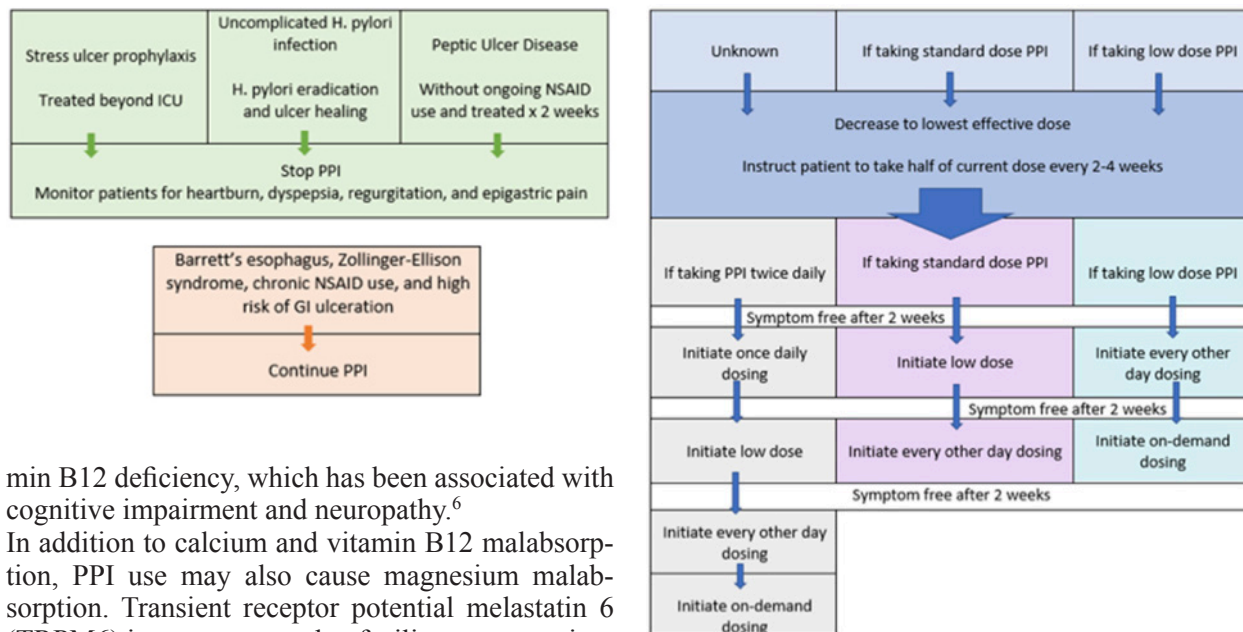 Stress ulcer prophylaxis
Treated beyond ICU
Uncomplicated H. pylori
infection
H. pylori eradication
and ulcer healing
Peptic Ulcer Disease
Without ongoing NSAID
use and treated x 2 weeks
Stop PPI
Monitor patients for heartburn, dyspepsia, regurgitation, and epigastric pain
Barrett's esophagus, Zollinger-Ellison
syndrome, chronic NSAID use, and high
risk of GI ulceration
Continue PPI
min B12 deficiency, which has been associated with
cognitive impairment and neuropathy.6
In addition to calcium and vitamin B12 malabsorp-
tion, PPI use may also cause magnesium malab-
sorption. Transient receptor potential melastatin 6
Unknown
If taking standard dose PPI
If taking low dose PPI
Decrease to lowest effective dose
Instruct patient to take half of current dose every 2-4 weeks
If taking PPI twice daily
If taking standard dose PPI
If taking low dose PPI
Symptom free after 2 weeks
Initiate once daily
dosing
Initiate low dose
Initiate every other
day dosing
Symptom free after 2 weeks
Initiate low dose
Initiate every other day dosing
Initiate on-demand
dosing
Symptom free after 2 weeks
Initiate every other day
dosing
Initiate on-demand
dosing